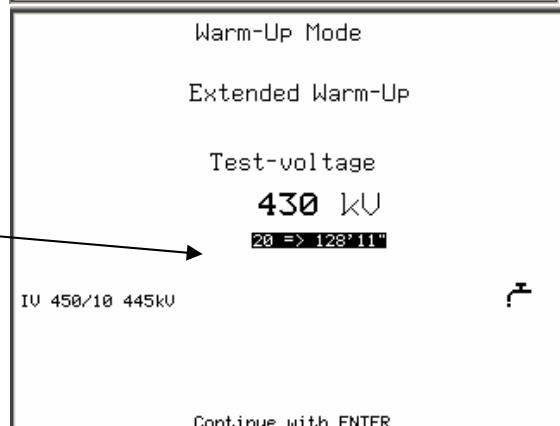 Warm-Up Mode
Extended Warm-Up
Test-voltage
430 kV
20 => 128'11"
IV 450/10 445kV
Continue with ENTER